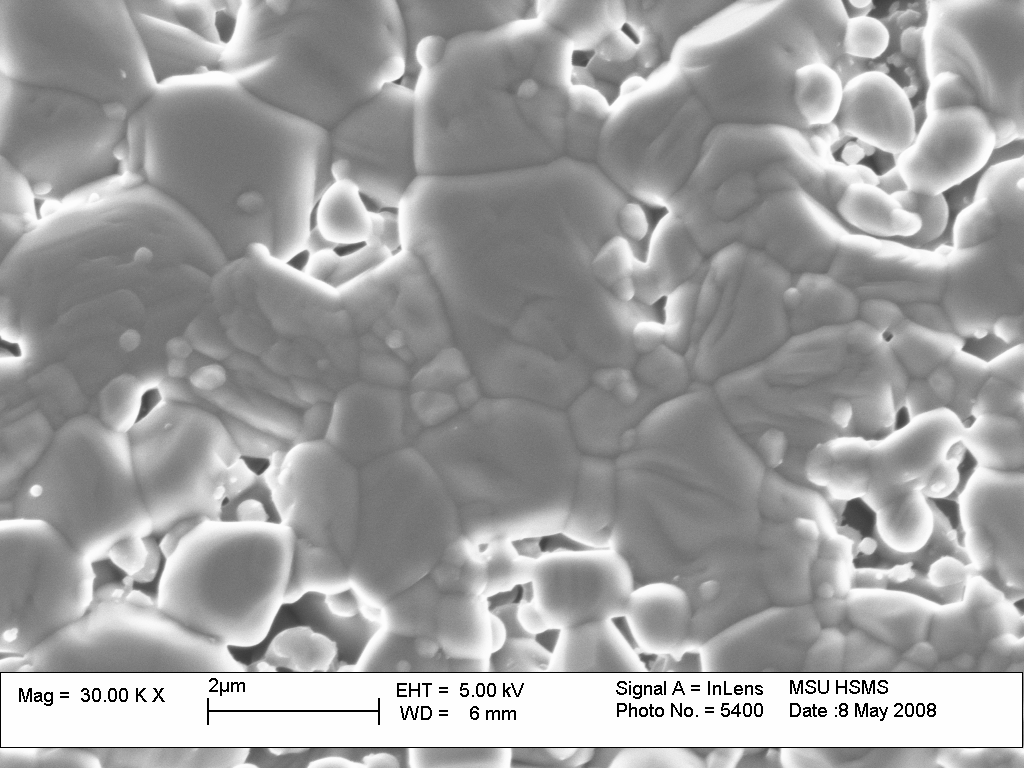 Mag = 30.00 K X
2µm
EHT = 5.00 kV
WD = 6 mm
Signal A = InLens
Photo No. = 5400
MSU HSMS
Date :8 May 2008